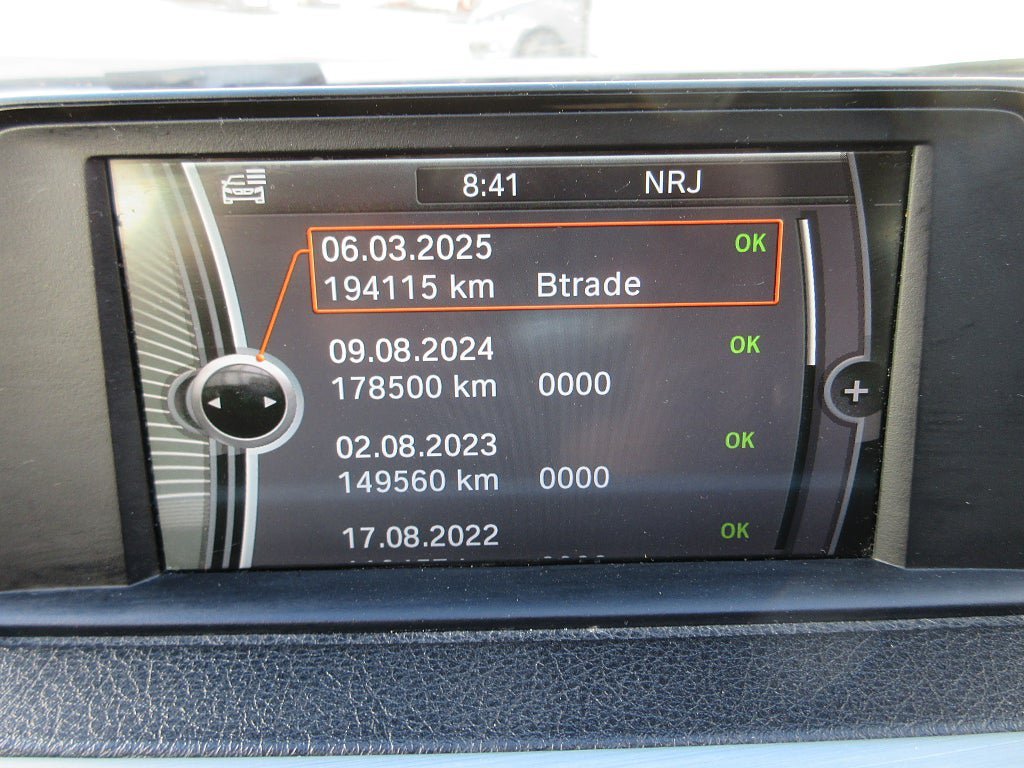 8:41 NRJ
06.03.2025 OK
194115 km Btrade
09.08.2024 OK
178500 km 0000
02.08.2023 OK
149560 km 0000
17.08.2022 OK